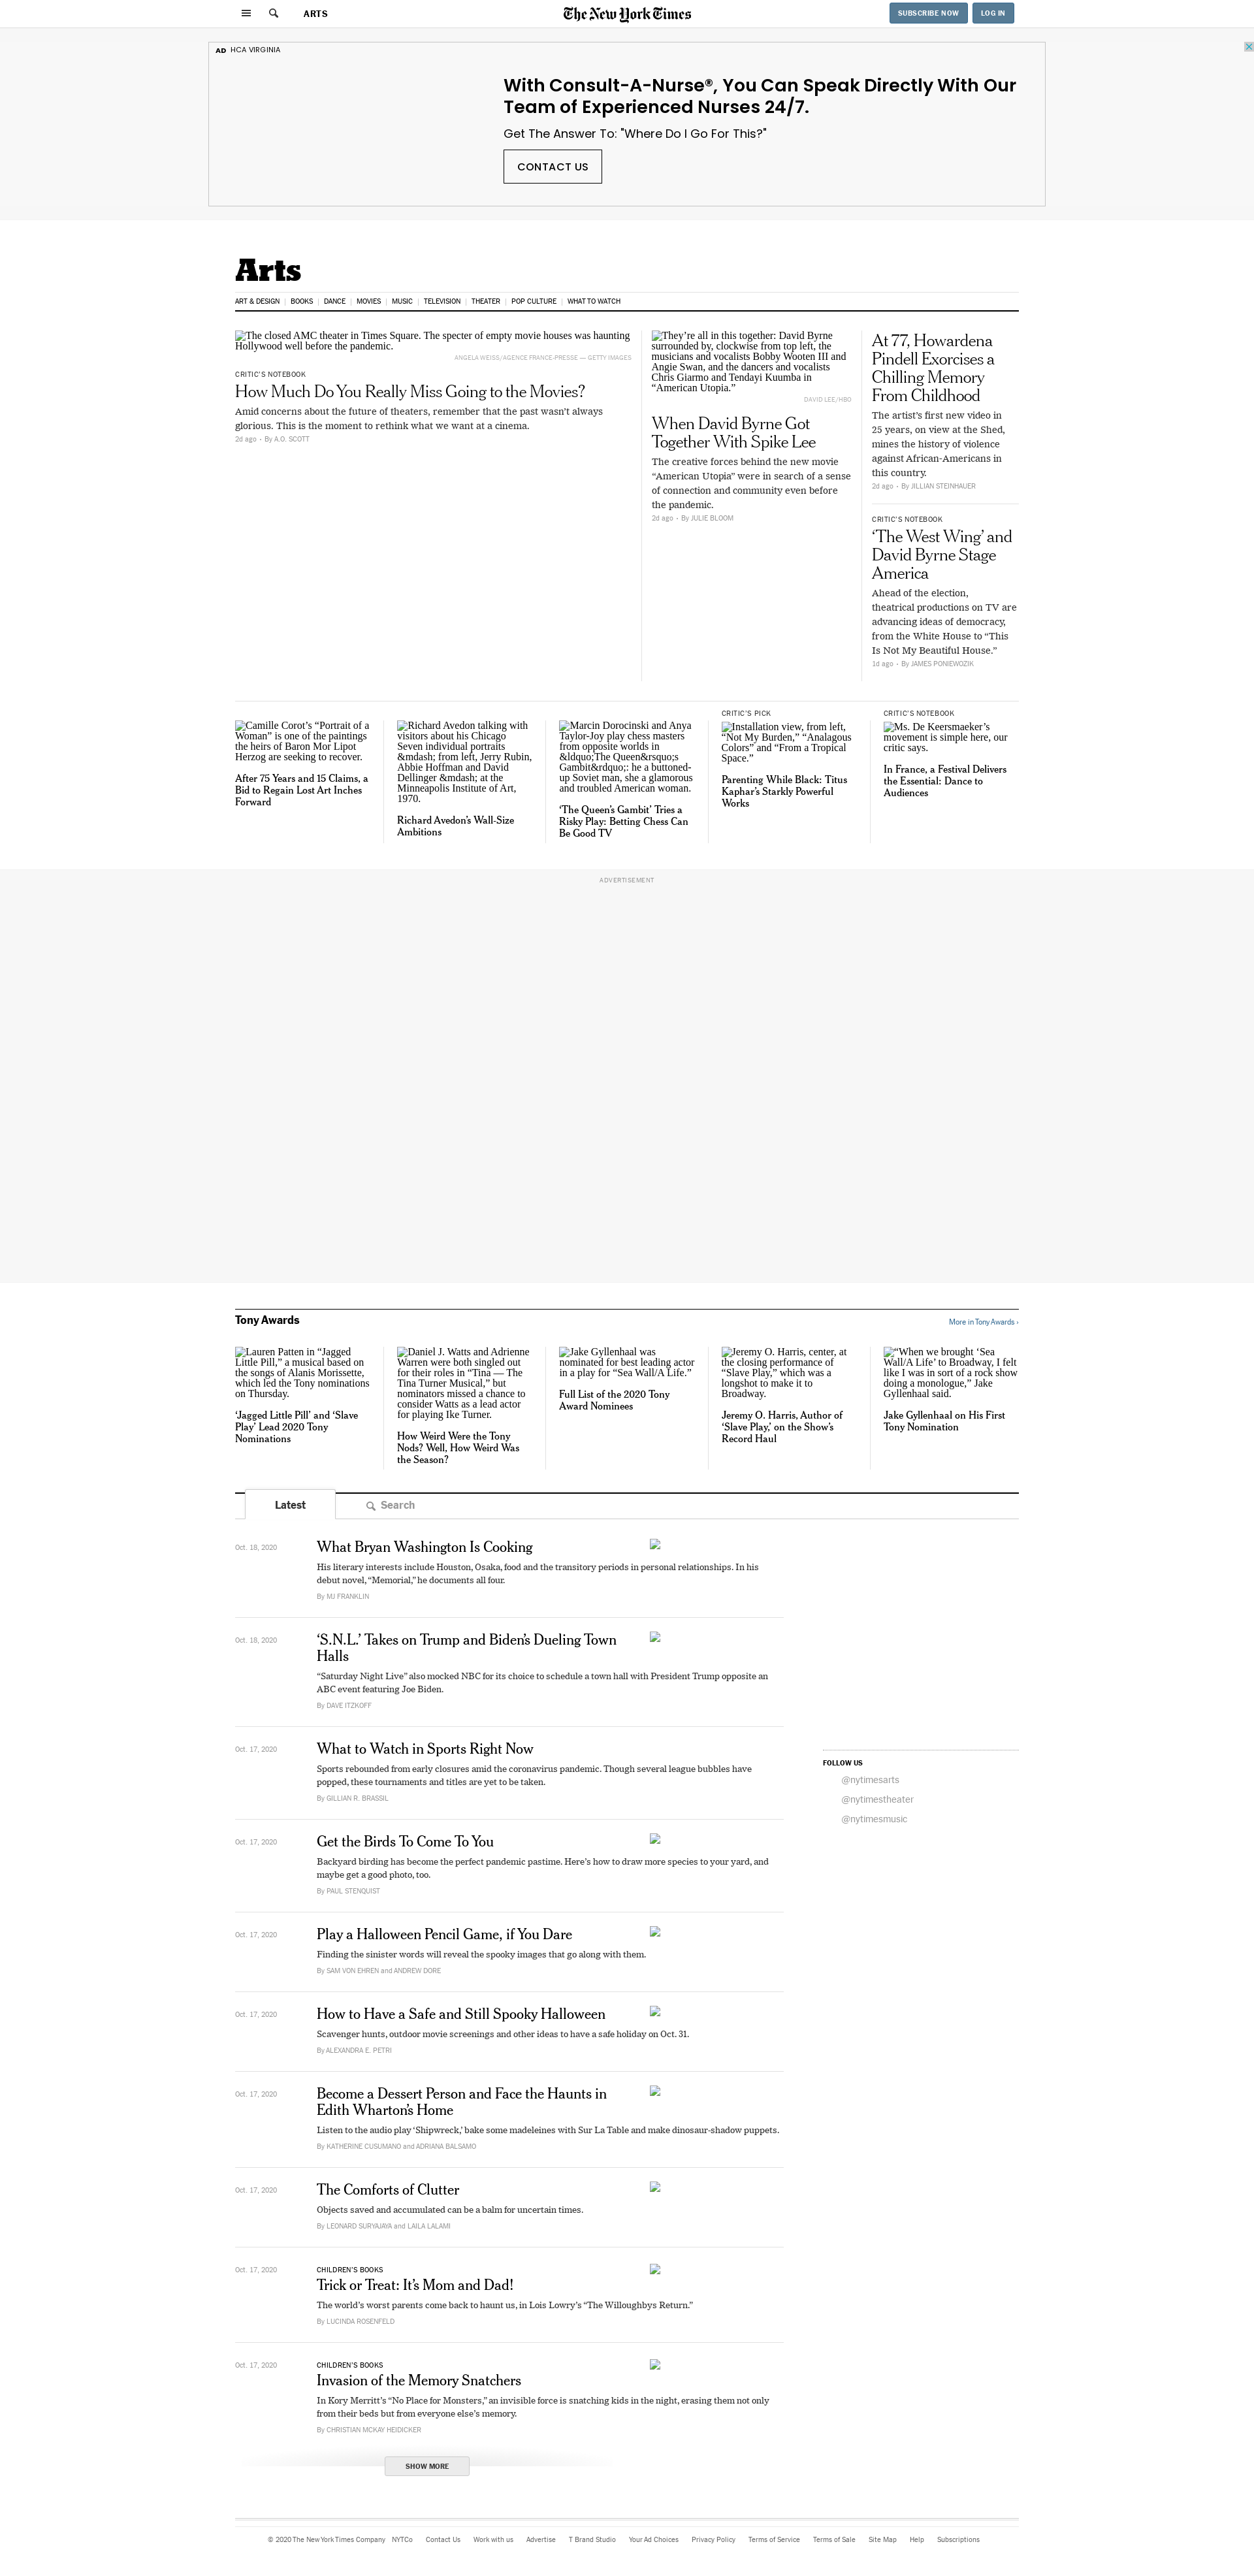 ARTS
The New York Times
SUBSCRIBE NOW
LOG IN
AD HCA VIRGINIA
With Consult-A-Nurse®, You Can Speak Directly With Our
Team of Experienced Nurses 24/7.
Get The Answer To: "Where Do I Go For This?"
CONTACT US
Arts
ART & DESIGN
BOOKS
DANCE
MOVIES
MUSIC
TELEVISION
THEATER
POP CULTURE
WHAT TO WATCH
The closed AMC theater in Times Square. The specter of empty movie houses was haunting
Hollywood well before the pandemic.
ANGELA WEISS/AGENCE FRANCE-PRESSE — GETTY IMAGES
CRITIC'S NOTEBOOK
How Much Do You Really Miss Going to the Movies?
Amid concerns about the future of theaters, remember that the past wasn't always
glorious. This is the moment to rethink what we want at a cinema.
2d ago • By A.O. SCOTT
They're all in this together: David Byrne
surrounded by, clockwise from top left, the
musicians and vocalists Bobby Wooten III and
Angie Swan, and the dancers and vocalists
Chris Giarmo and Tendayi Kuumba in
“American Utopia.”
DAVID LEE/HBO
When David Byrne Got
Together With Spike Lee
The creative forces behind the new movie
“American Utopia” were in search of a sense
of connection and community even before
the pandemic.
2d ago • By JULIE BLOOM
At 77, Howardena
Pindell Exorcises a
Chilling Memory
From Childhood
The artist’s first new video in
25 years, on view at the Shed,
mines the history of violence
against African-Americans in
this country.
2d ago • By JILLIAN STEINHAUER
CRITIC'S NOTEBOOK
‘The West Wing’ and
David Byrne Stage
America
Ahead of the election,
theatrical productions on TV are
advancing ideas of democracy,
from the White House to “This
Is Not My Beautiful House.”
1d ago • By JAMES PONIEWOZIK
Camille Corot’s “Portrait of a
Woman” is one of the paintings
the heirs of Baron Mor Lipot
Herzog are seeking to recover.
After 75 Years and 15 Claims, a
Bid to Regain Lost Art Inches
Forward
Richard Avedon talking with
visitors about his Chicago
Seven individual portraits
&mdash; from left, Jerry Rubin,
Abbie Hoffman and David
Dellinger &mdash; at the
Minneapolis Institute of Art,
1970.
Richard Avedon’s Wall-Size
Ambitions
Marcin Dorocinski and Anya
Taylor-Joy play chess masters
from opposite worlds in
&ldquo;The Queen&rsquo;s
Gambit&rdquo;: he a buttoned-
up Soviet man, she a glamorous
and troubled American woman.
‘The Queen’s Gambit’ Tries a
Risky Play: Betting Chess Can
Be Good TV
CRITIC'S PICK
Installation view, from left,
“Not My Burden,” “Analagous
Colors” and “From a Tropical
Space.”
Parenting While Black: Titus
Kaphar’s Starkly Powerful
Works
CRITIC'S NOTEBOOK
Ms. De Keersmaeker’s
movement is simple here, our
critic says.
In France, a Festival Delivers
the Essential: Dance to
Audiences
ADVERTISEMENT
Tony Awards
More in Tony Awards ›
Lauren Patten in “Jagged
Little Pill,” a musical based on
the songs of Alanis Morissette,
which led the Tony nominations
on Thursday.
‘Jagged Little Pill’ and ‘Slave
Play’ Lead 2020 Tony
Nominations
Daniel J. Watts and Adrienne
Warren were both singled out
for their roles in “Tina — The
Tina Turner Musical,” but
nominators missed a chance to
consider Watts as a lead actor
for playing Ike Turner.
How Weird Were the Tony
Nods? Well, How Weird Was
the Season?
Jake Gyllenhaal was
nominated for best leading actor
in a play for “Sea Wall/A Life.”
Full List of the 2020 Tony
Award Nominees
Jeremy O. Harris, center, at
the closing performance of
“Slave Play,” which was a
longshot to make it to
Broadway.
Jeremy O. Harris, Author of
‘Slave Play,’ on the Show’s
Record Haul
“When we brought ‘Sea
Wall/A Life’ to Broadway, I felt
like I was in sort of a rock show
doing a monologue,” Jake
Gyllenhaal said.
Jake Gyllenhaal on His First
Tony Nomination
Latest
Search
Oct. 18, 2020
What Bryan Washington Is Cooking
His literary interests include Houston, Osaka, food and the transitory periods in personal relationships. In his
debut novel, “Memorial,” he documents all four.
By MJ FRANKLIN
Oct. 18, 2020
‘S.N.L.’ Takes on Trump and Biden’s Dueling Town
Halls
“Saturday Night Live” also mocked NBC for its choice to schedule a town hall with President Trump opposite an
ABC event featuring Joe Biden.
By DAVE ITZKOFF
Oct. 17, 2020
What to Watch in Sports Right Now
Sports rebounded from early closures amid the coronavirus pandemic. Though several league bubbles have
popped, these tournaments and titles are yet to be taken.
By GILLIAN R. BRASSIL
FOLLOW US
@nytimesarts
@nytimestheater
@nytimesmusic
Oct. 17, 2020
Get the Birds To Come To You
Backyard birding has become the perfect pandemic pastime. Here’s how to draw more species to your yard, and
maybe get a good photo, too.
By PAUL STENQUIST
Oct. 17, 2020
Play a Halloween Pencil Game, if You Dare
Finding the sinister words will reveal the spooky images that go along with them.
By SAM VON EHREN and ANDREW DORE
Oct. 17, 2020
How to Have a Safe and Still Spooky Halloween
Scavenger hunts, outdoor movie screenings and other ideas to have a safe holiday on Oct. 31.
By ALEXANDRA E. PETRI
Oct. 17, 2020
Become a Dessert Person and Face the Haunts in
Edith Wharton’s Home
Listen to the audio play ‘Shipwreck,’ bake some madeleines with Sur La Table and make dinosaur-shadow puppets.
By KATHERINE CUSUMANO and ADRIANA BALSAMO
Oct. 17, 2020
The Comforts of Clutter
Objects saved and accumulated can be a balm for uncertain times.
By LEONARD SURYAJAYA and LAILA LALAMI
Oct. 17, 2020
CHILDREN’S BOOKS
Trick or Treat: It’s Mom and Dad!
The world’s worst parents come back to haunt us, in Lois Lowry’s “The Willoughbys Return.”
By LUCINDA ROSENFELD
Oct. 17, 2020
CHILDREN’S BOOKS
Invasion of the Memory Snatchers
In Kory Merritt’s “No Place for Monsters,” an invisible force is snatching kids in the night, erasing them not only
from their beds but from everyone else’s memory.
By CHRISTIAN MCKAY HEIDICKER
SHOW MORE
© 2020 The New York Times Company
NYTCo
Contact Us
Work with us
Advertise
T Brand Studio
Your Ad Choices
Privacy Policy
Terms of Service
Terms of Sale
Site Map
Help
Subscriptions